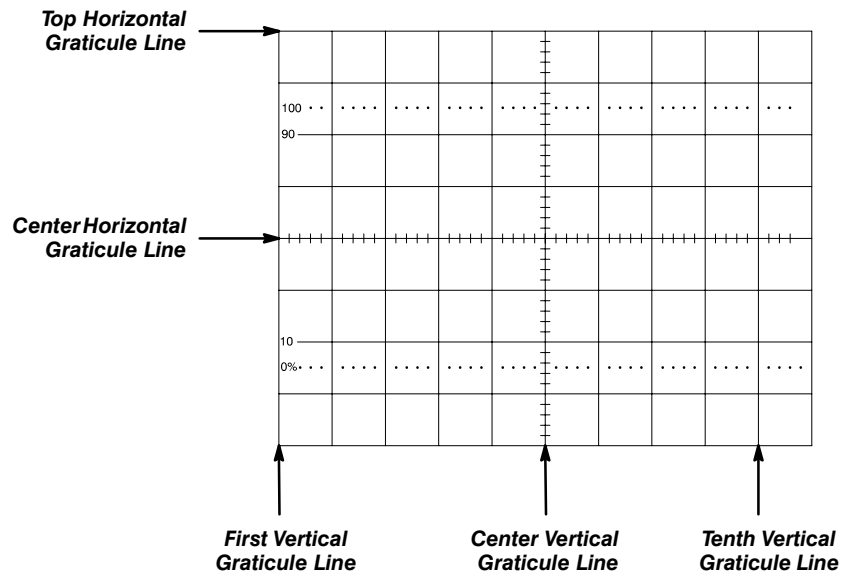 Top Horizontal
Graticule Line
100
90
Center Horizontal
Graticule Line
10
0%
First Vertical
Graticule Line
Center Vertical
Graticule Line
Tenth Vertical
Graticule Line